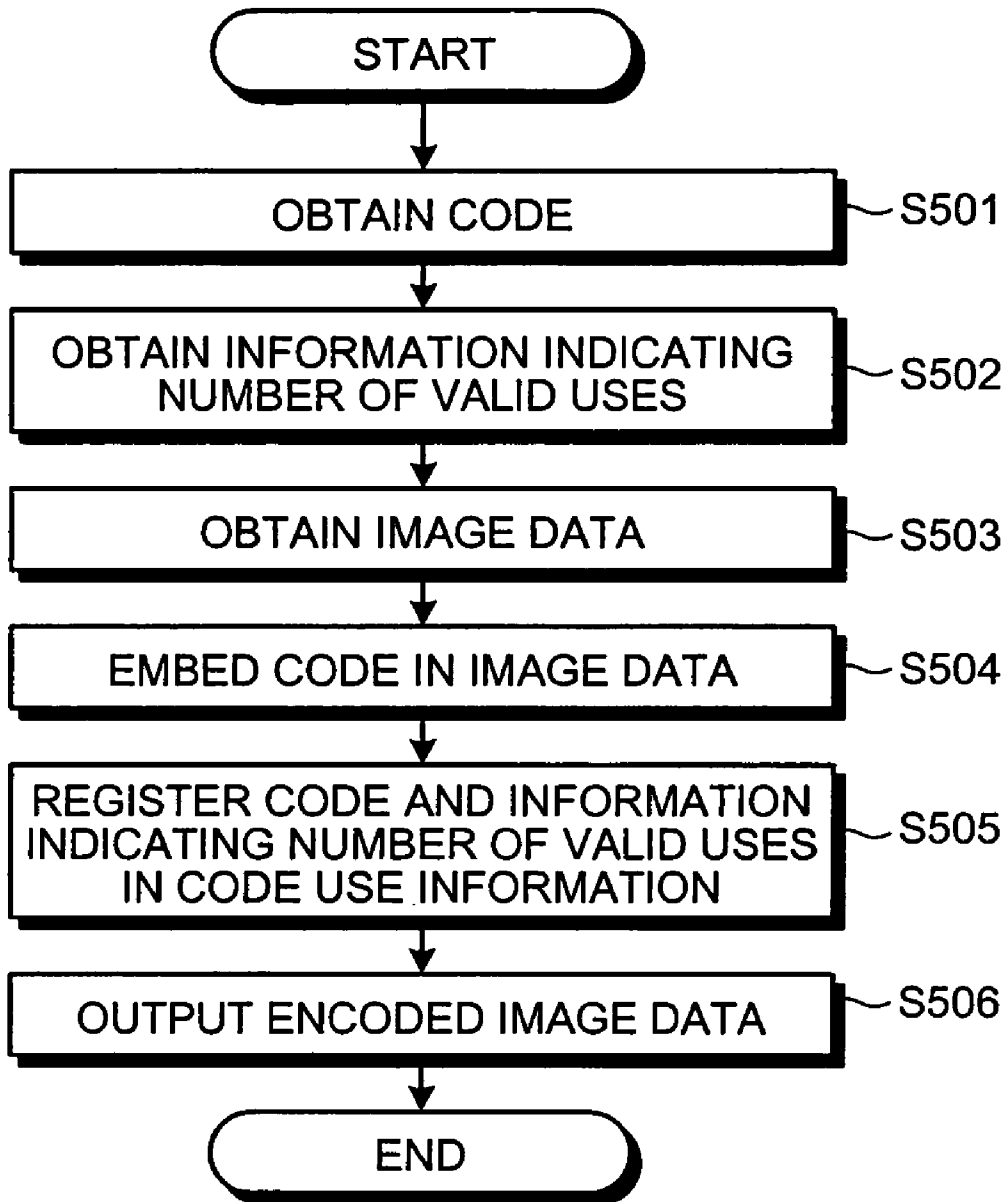 START
OBTAIN CODE
S501
OBTAIN INFORMATION INDICATING
NUMBER OF VALID USES
S502
OBTAIN IMAGE DATA
S503
EMBED CODE IN IMAGE DATA
S504
REGISTER CODE AND INFORMATION
INDICATING NUMBER OF VALID USES
IN CODE USE INFORMATION
S505
OUTPUT ENCODED IMAGE DATA
S506
END